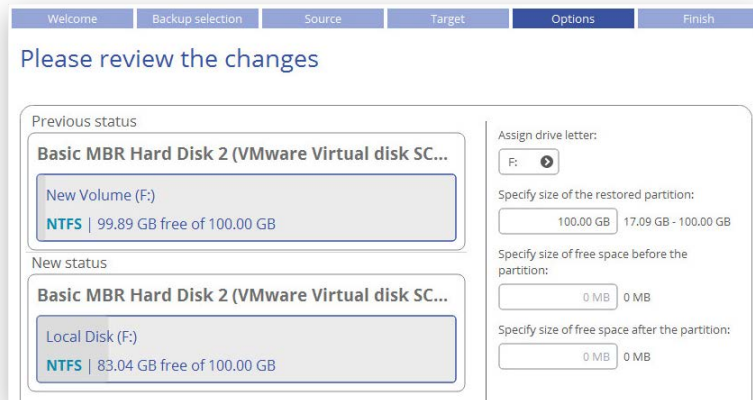 Welcome
Backup selection
Source
Target
Options
Finish
Please review the changes
Previous status
Basic MBR Hard Disk 2 (VMware Virtual disk SC...
New Volume (F:)
NTFS | 99.89 GB free of 100.00 GB
New status
Basic MBR Hard Disk 2 (VMware Virtual disk SC...
Local Disk (F:)
NTFS | 83.04 GB free of 100.00 GB
Assign drive letter:
F:
Specify size of the restored partition:
100.00 GB 17.09 GB - 100.00 GB
Specify size of free space before the
partition:
0 MB 0 MB
Specify size of free space after the partition:
0 MB 0 MB